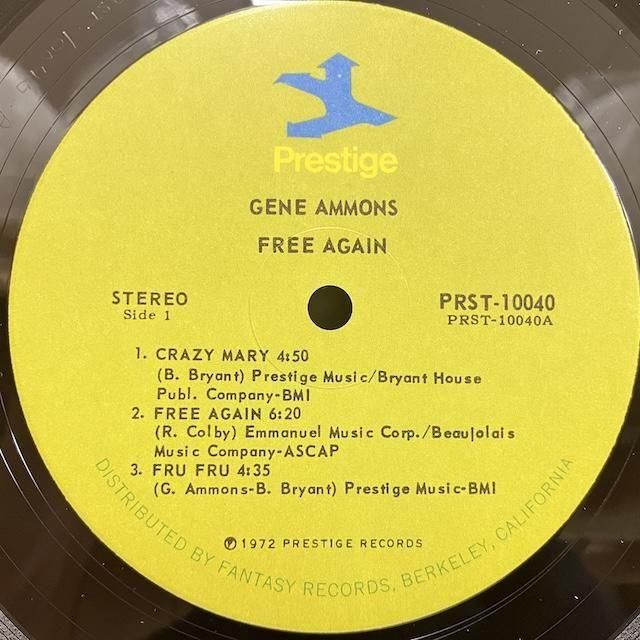 Prestige
GENE AMMONS
FREE AGAIN
STEREO
Side 1
PRST-10040
PRST-10040A
1. CRAZY MARY 4:50
(B. Bryant) Prestige Music/Bryant House
Publ. Company-BMI
2. FREE AGAIN 6:20
(R. Colby) Emmanuel Music Corp./Beaujolais
Music Company-ASCAP
3. FRU FRU 4:35
(G. Ammons-B. Bryant) Prestige Music-BMI
℗ 1972 PRESTIGE RECORDS
DISTRIBUTED BY FANTASY RECORDS, BERKELEY, CALIFORNIA